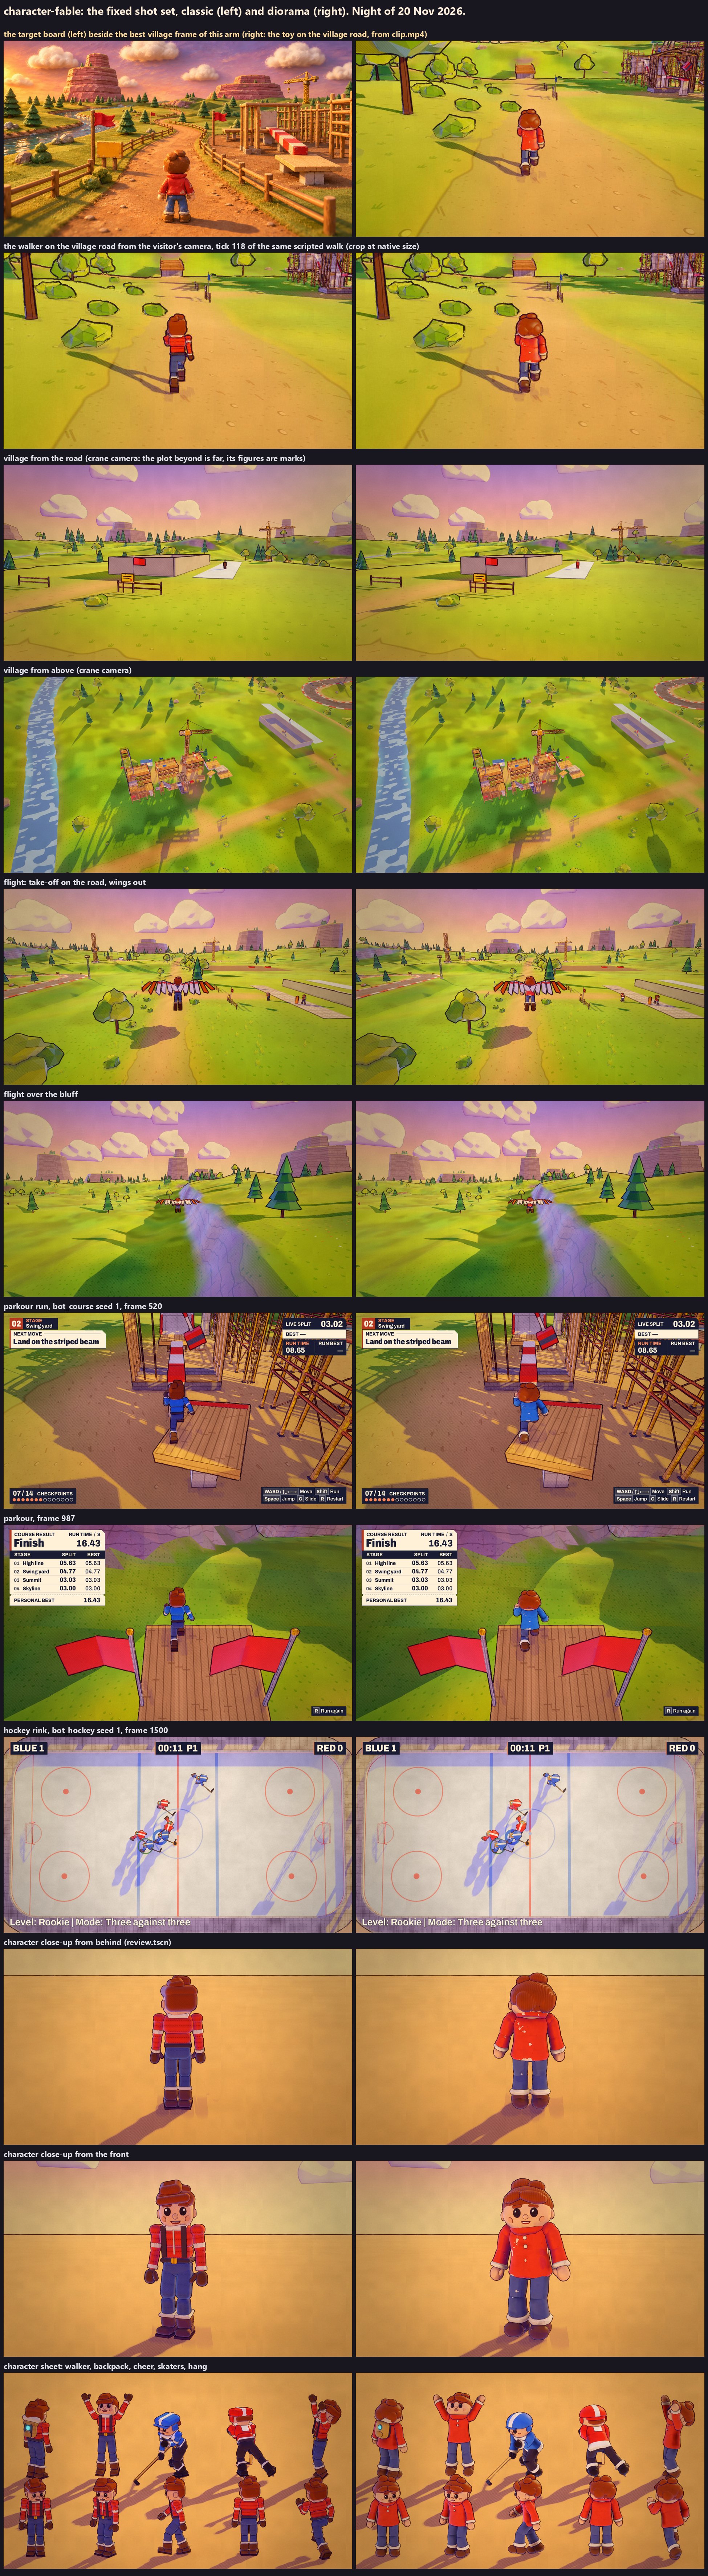 character-fable: the fixed shot set, classic (left) and diorama (right). Night of 20 Nov 2026.
the target board (left) beside the best village frame of this arm (right: the toy on the village road, from clip.mp4)
the walker on the village road from the visitor's camera, tick 118 of the same scripted walk (crop at native size)
village from the road (crane camera: the plot beyond is far, its figures are marks)
village from above (crane camera)
flight: take-off on the road, wings out
flight over the bluff
parkour run, bot_course seed 1, frame 520
02 STAGE Swing yard
NEXT MOVE
Land on the striped beam
LIVE SPLIT 03.02
BEST —
RUN TIME RUN BEST
08.65 —
07/14 CHECKPOINTS
Move Shift Run
Space Jump C Slide R Restart
02 STAGE Swing yard
NEXT MOVE
Land on the striped beam
LIVE SPLIT 03.02
BEST —
RUN TIME RUN BEST
08.65 —
07/14 CHECKPOINTS
Move Shift Run
Space Jump C Slide R Restart
parkour, frame 987
COURSE RESULT RUN TIME / S
Finish 16.43
STAGE SPLIT BEST
01 High line 05.63 05.63
02 Swing yard 04.77 04.77
03 Summit 03.03 03.03
04 Skyline 03.00 03.00
PERSONAL BEST 16.43
R Run again
COURSE RESULT RUN TIME / S
Finish 16.43
STAGE SPLIT BEST
01 High line 05.63 05.63
02 Swing yard 04.77 04.77
03 Summit 03.03 03.03
04 Skyline 03.00 03.00
PERSONAL BEST 16.43
R Run again
hockey rink, bot_hockey seed 1, frame 1500
BLUE 1 00:11 P1 RED 0
Level: Rookie | Mode: Three against three
BLUE 1 00:11 P1 RED 0
Level: Rookie | Mode: Three against three
character close-up from behind (review.tscn)
character close-up from the front
character sheet: walker, backpack, cheer, skaters, hang